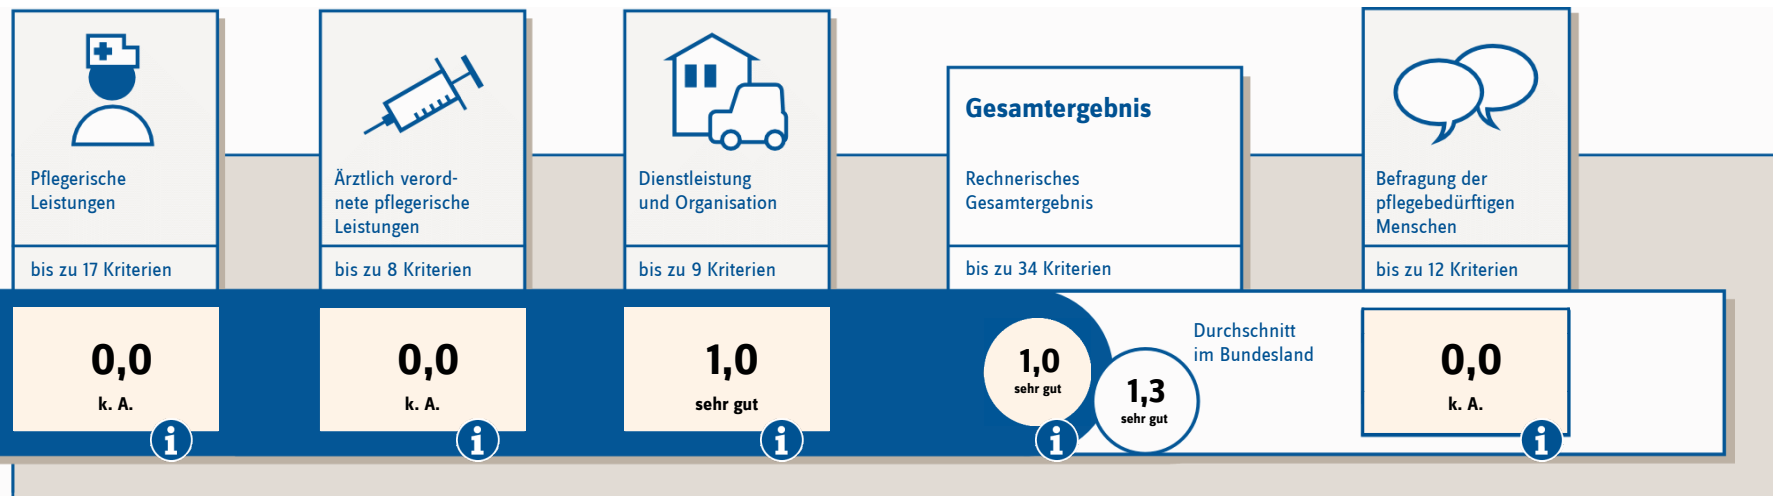 Pflegerische
Leistungen
bis zu 17 Kriterien
0,0
k. A.
i
Ärztlich verord-
nete pflegerische
Leistungen
bis zu 8 Kriterien
0,0
k. A.
i
Dienstleistung
und Organisation
bis zu 9 Kriterien
1,0
sehr gut
i
Gesamtergebnis
Rechnerisches
Gesamtergebnis
bis zu 34 Kriterien
1,0
sehr gut
i
1,3
sehr gut
Durchschnitt
im Bundesland
Befragung der
pflegebedürftigen
Menschen
bis zu 12 Kriterien
0,0
k. A.
i